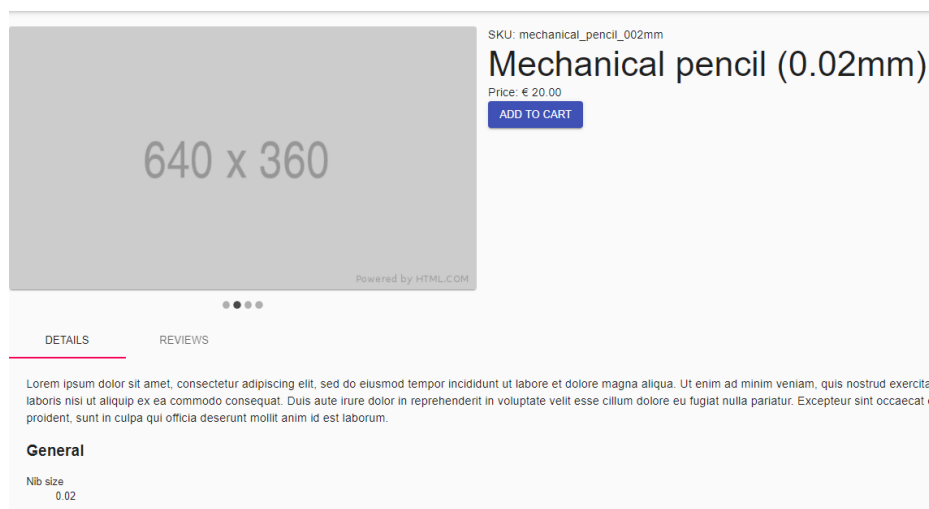 SKU: mechanical_pencil_002mm
Mechanical pencil (0.02mm)
Price: € 20.00
ADD TO CART
640 x 360
Powered by HTML.COM
DETAILS
REVIEWS
Lorem ipsum dolor sit amet, consectetur adipiscing elit, sed do eiusmod tempor incididunt ut labore et dolore magna aliqua. Ut enim ad minim veniam, quis nostrud exercita
laboris nisi ut aliquip ex ea commodo consequat. Duis aute irure dolor in reprehenderit in voluptate velit esse cillum dolore eu fugiat nulla pariatur. Excepteur sint occaecat
proident, sunt in culpa qui officia deserunt mollit anim id est laborum.
General
Nib size
0.02